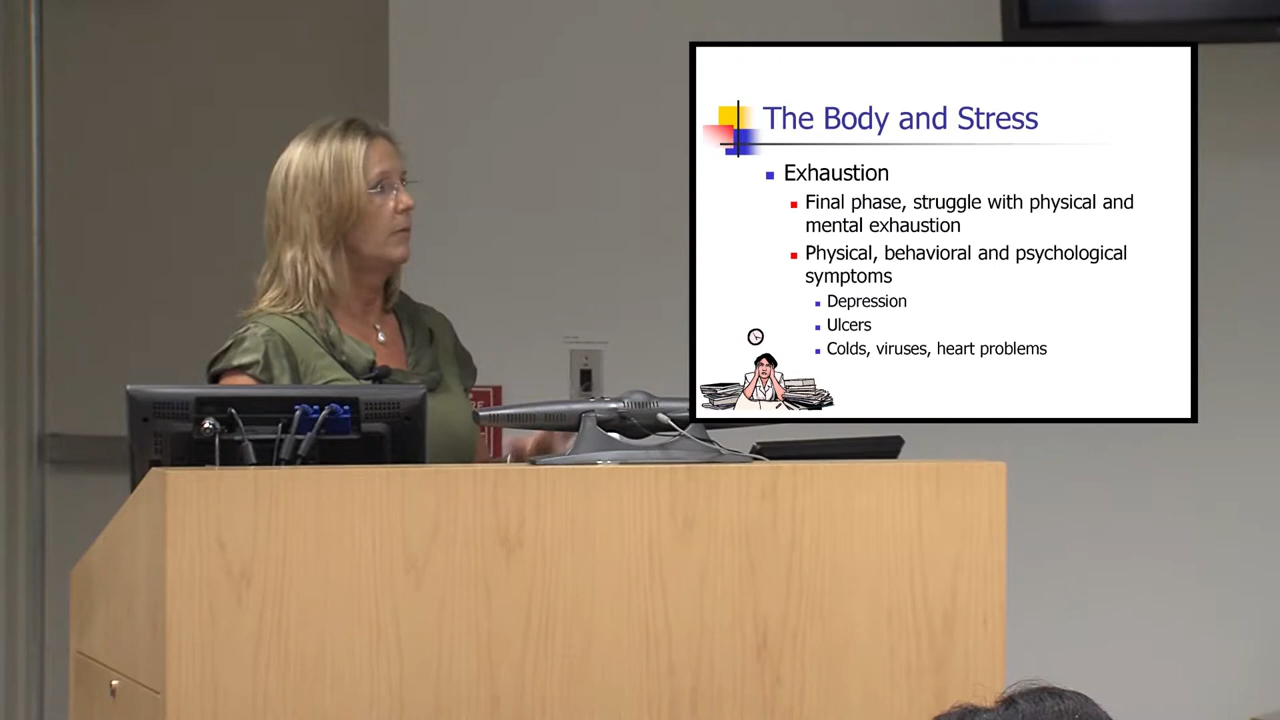 The Body and Stress
Exhaustion
Final phase, struggle with physical and
mental exhaustion
Physical, behavioral and psychological
symptoms
Depression
Ulcers
Colds, viruses, heart problems